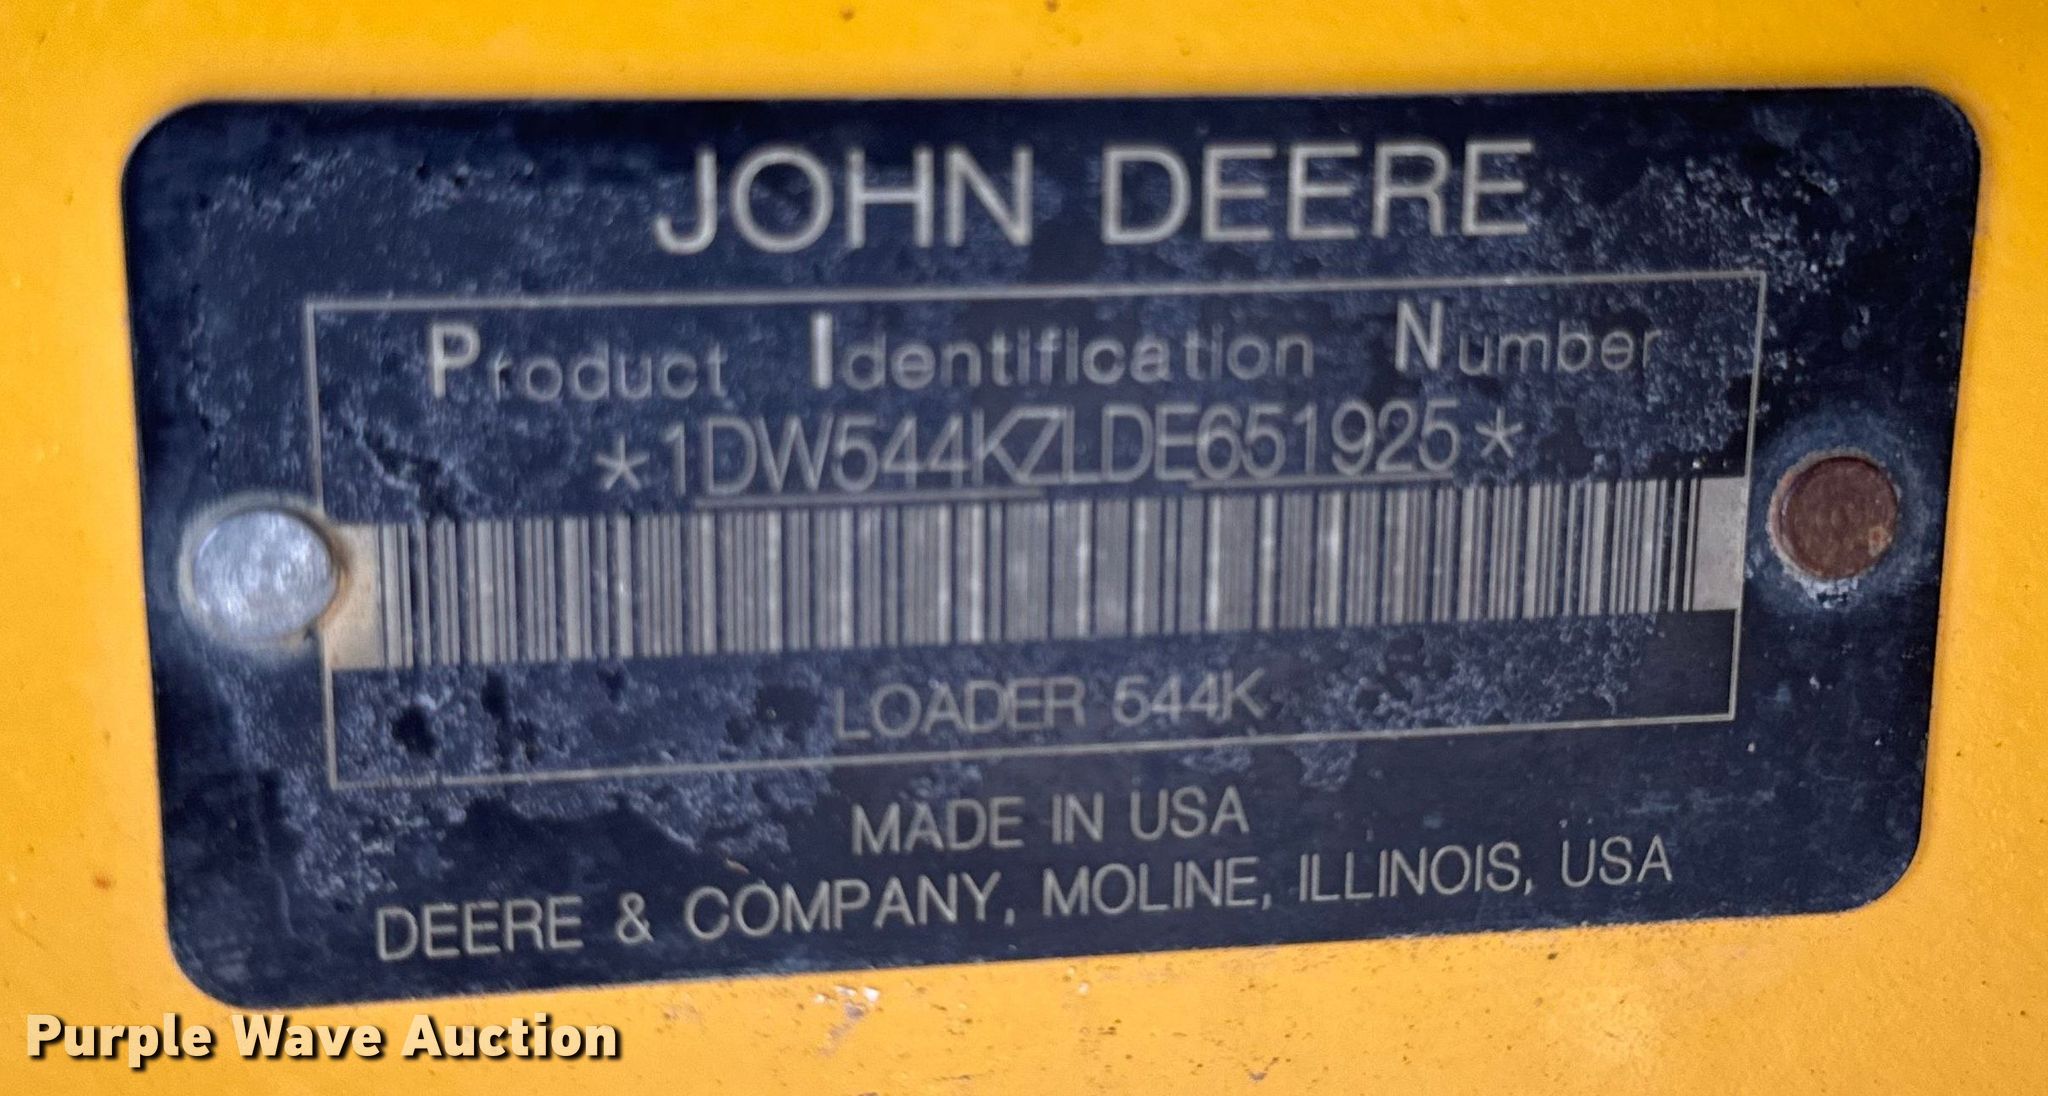 JOHN DEERE
Product Identification Number
*1DW544KZLDE651925*
LOADER 544K
MADE IN USA
DEERE & COMPANY, MOLINE, ILLINOIS, USA
Purple Wave Auction